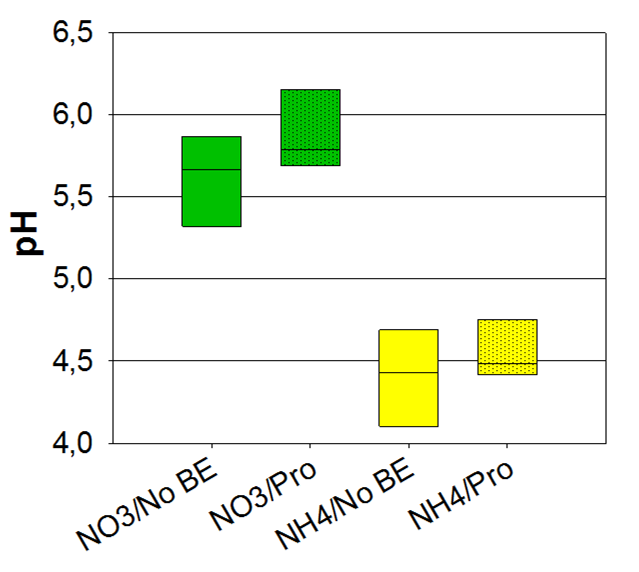 6,5
6,0
5,5
5,0
4,5
4,0
pH
NO3/No BE
NO3/Pro
NH4/No BE
NH4/Pro